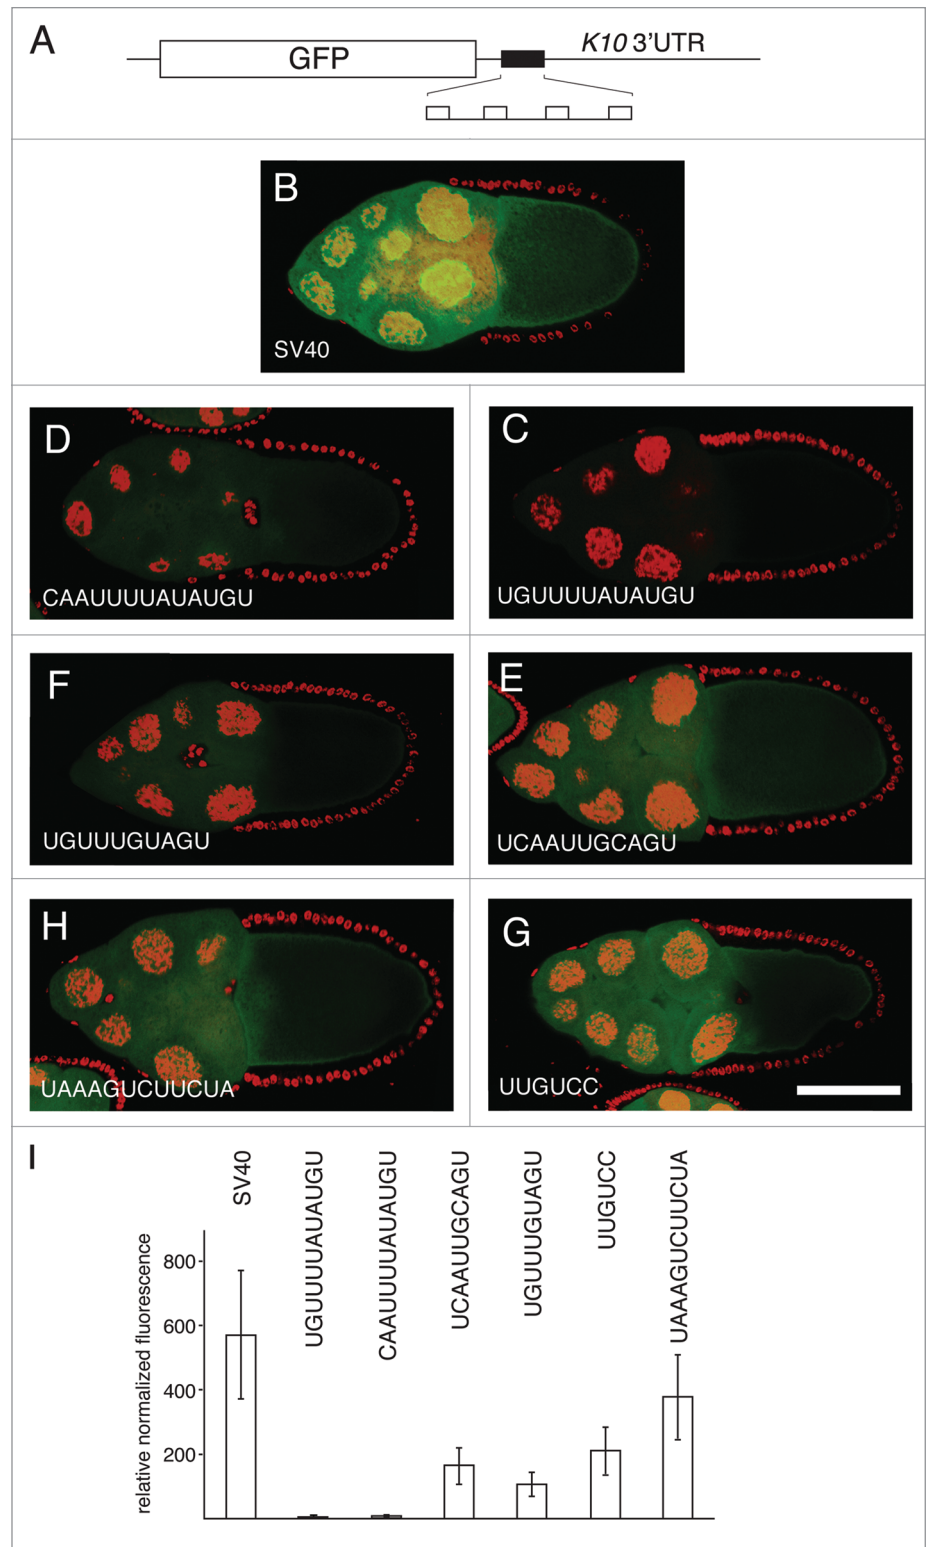 A
GFP
K10 3'UTR
B
SV40
D
CAAUUUUAUAUGU
C
UGUUUUAUAUGU
F
UGUUUGUAGU
E
UCAAUUGCAGU
H
UAAAGUCUUCUA
G
UUGUCC
I
SV40
UGUUUUAUAUGU
CAAUUUUAUAUGU
UCAAUUGCAGU
UGUUUGUAGU
UUGUCC
UAAAGUCUUCUA
relative normalized fluorescence
800
600
400
200